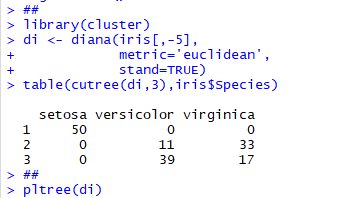 > ##
> library(cluster)
> di <- diana(iris[,-5],
+             metric='euclidean',
+             stand=TRUE)
> table(cutree(di,3),iris$Species)
    setosa versicolor virginica
  1     50          0         0
  2      0         11        33
  3      0         39        17
> ##
> pltree(di)